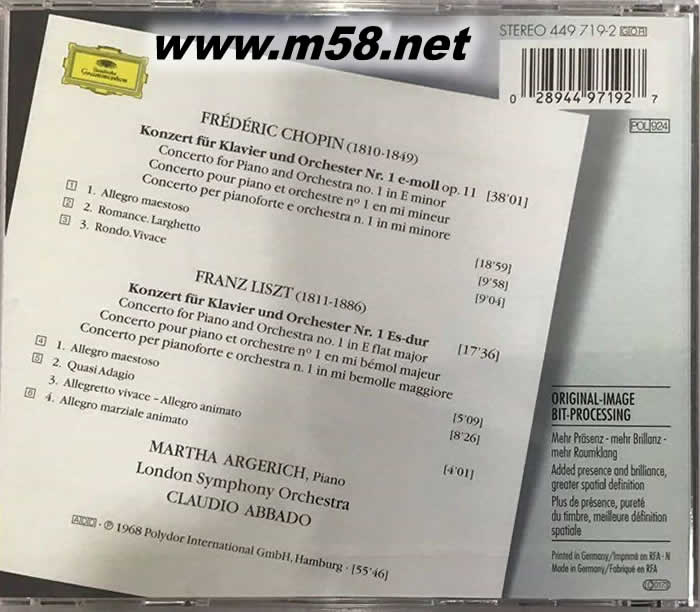 www.m58.net
STEREO 449 719-2 GOR
0 28944 97192 7
POL 924
Deutsche
Grammophon
FRÉDÉRIC CHOPIN (1810-1849)
Konzert für Klavier und Orchester Nr. 1 e-moll op. 11 [38'01]
Concerto for Piano and Orchestra no. 1 in E minor
Concerto pour piano et orchestre nº 1 en mi mineur
Concerto per pianoforte e orchestra n. 1 in mi minore
1 1. Allegro maestoso [18'59]
2 2. Romance. Larghetto [9'58]
3 3. Rondo. Vivace [9'04]
FRANZ LISZT (1811-1886)
Konzert für Klavier und Orchester Nr. 1 Es-dur [17'36]
Concerto for Piano and Orchestra no. 1 in E flat major
Concerto pour piano et orchestre nº 1 en mi bémol majeur
Concerto per pianoforte e orchestra n. 1 in mi bemolle maggiore
4 1. Allegro maestoso [5'09]
5 2. Quasi Adagio
3. Allegretto vivace – Allegro animato [8'26]
6 4. Allegro marziale animato [4'01]
MARTHA ARGERICH, Piano
London Symphony Orchestra
CLAUDIO ABBADO
ADD · ℗ 1968 Polydor International GmbH, Hamburg · [55'46]
ORIGINAL-IMAGE
BIT-PROCESSING
Mehr Präsenz - mehr Brillanz -
mehr Raumklang
Added presence and brilliance,
greater spatial definition
Plus de présence, pureté
du timbre, meilleure définition
spatiale
Printed in Germany/Imprimé en RFA · N
Made in Germany/Fabriqué en RFA